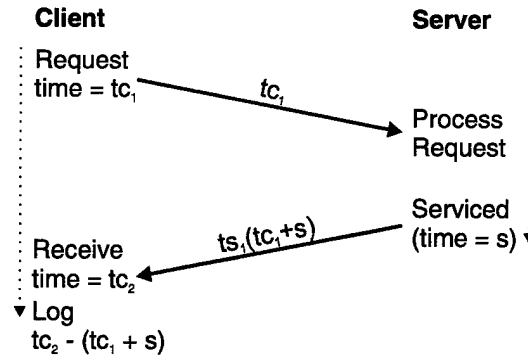 Client
Server
Request
time = tc₁
tc₁
Process
Request
Serviced
(time = s)
ts₁(tc₁+s)
Receive
time = tc₂
Log
tc₂ - (tc₁ + s)